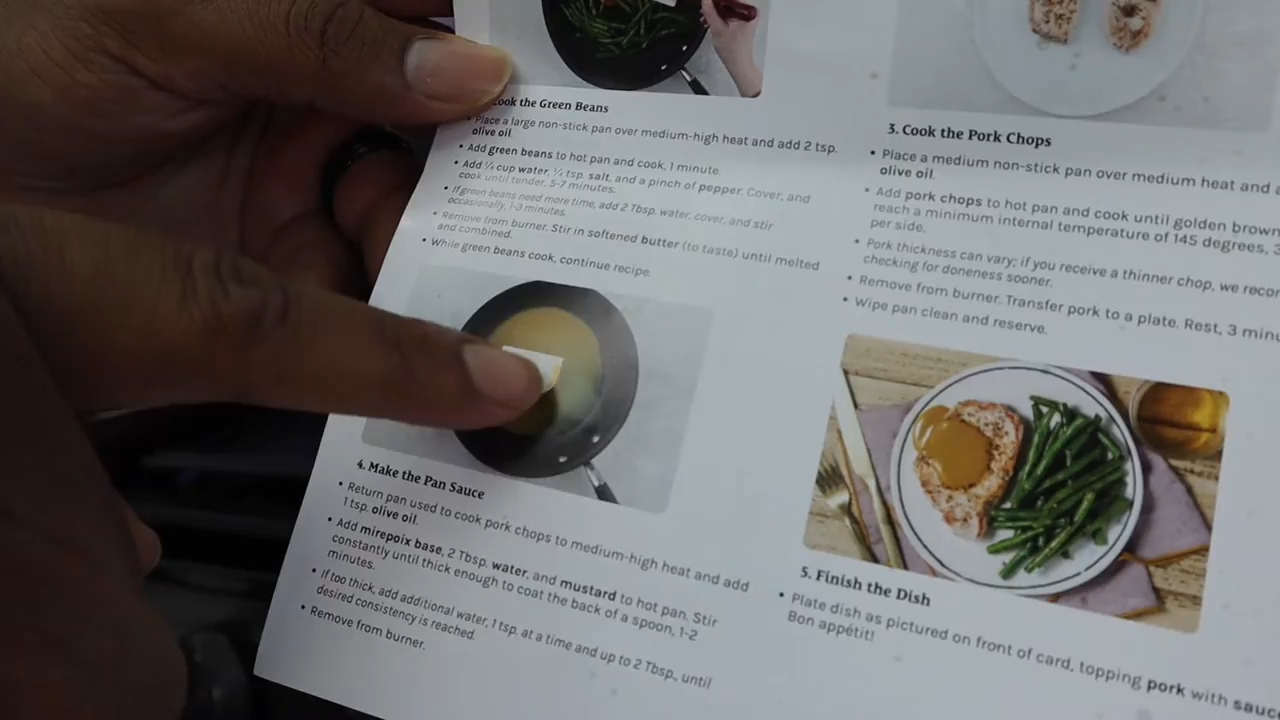 Cook the Green Beans
Place a large non-stick pan over medium-high heat and add 2 tsp.
olive oil.
• Add green beans to hot pan and cook, 1 minute.
• Add ¼ cup water, ¼ tsp. salt, and a pinch of pepper. Cover, and
cook until tender, 5-7 minutes.
• If green beans need more time, add 2 Tbsp. water, cover, and stir
occasionally, 1-3 minutes.
• Remove from burner. Stir in softened butter (to taste) until melted
and combined.
• While green beans cook, continue recipe.
3. Cook the Pork Chops
• Place a medium non-stick pan over medium heat and
olive oil.
• Add pork chops to hot pan and cook until golden brown
reach a minimum internal temperature of 145 degrees, 3
per side.
• Pork thickness can vary; if you receive a thinner chop, we recor
checking for doneness sooner.
• Remove from burner. Transfer pork to a plate. Rest, 3 minu
• Wipe pan clean and reserve.
4. Make the Pan Sauce
• Return pan used to cook pork chops to medium-high heat and add
1 tsp. olive oil.
• Add mirepoix base, 2 Tbsp. water, and mustard to hot pan. Stir
constantly until thick enough to coat the back of a spoon, 1-2
minutes.
• If too thick, add additional water, 1 tsp. at a time and up to 2 Tbsp., until
desired consistency is reached.
• Remove from burner.
5. Finish the Dish
• Plate dish as pictured on front of card, topping pork with sauce
Bon appétit!